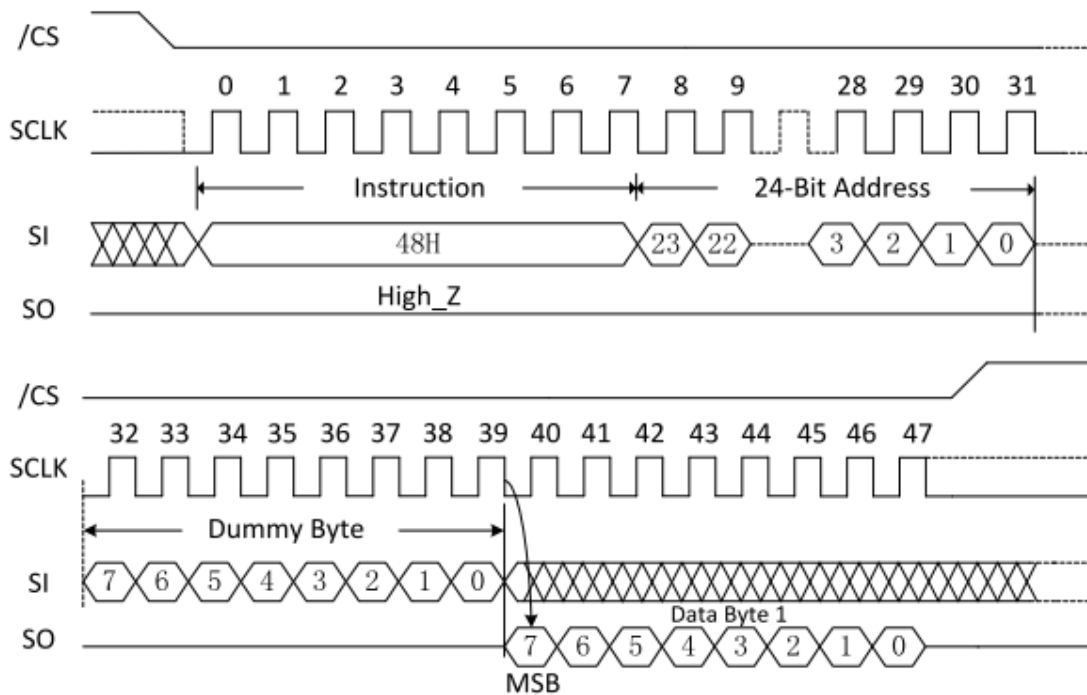 /CS
0 1 2 3 4 5 6 7 8 9 28 29 30 31
SCLK
Instruction 24-Bit Address
SI 48H 23 22 3 2 1 0
High_Z
SO
/CS
32 33 34 35 36 37 38 39 40 41 42 43 44 45 46 47
SCLK
Dummy Byte
SI 7 6 5 4 3 2 1 0
Data Byte 1
SO 7 6 5 4 3 2 1 0
MSB